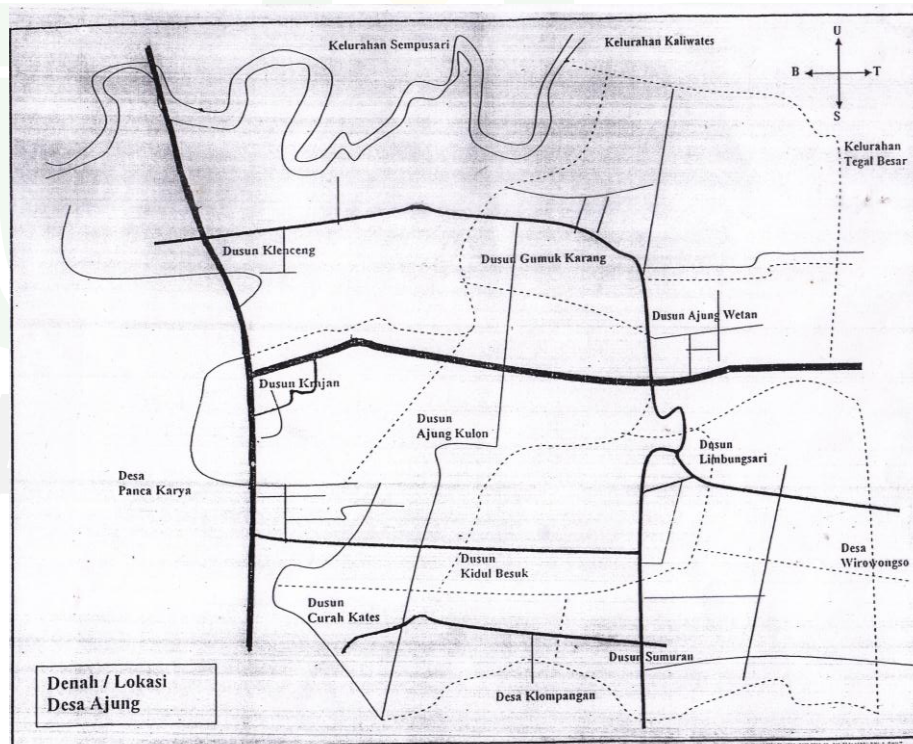 Kelurahan Sempusari
Kelurahan Kaliwates
U
B
T
S
Kelurahan
Tegal Besar
Dusun Klenceng
Dusun Gumuk Karang
Dusun Ajung Wetan
Dusun Krajan
Dusun
Ajung Kulon
Dusun
Limbungsari
Desa
Panca Karya
Desa
Wirowongso
Dusun
Kidul Besuk
Dusun
Curah Kates
Dusun Sumuran
Desa Klompangan
Denah / Lokasi
Desa Ajung